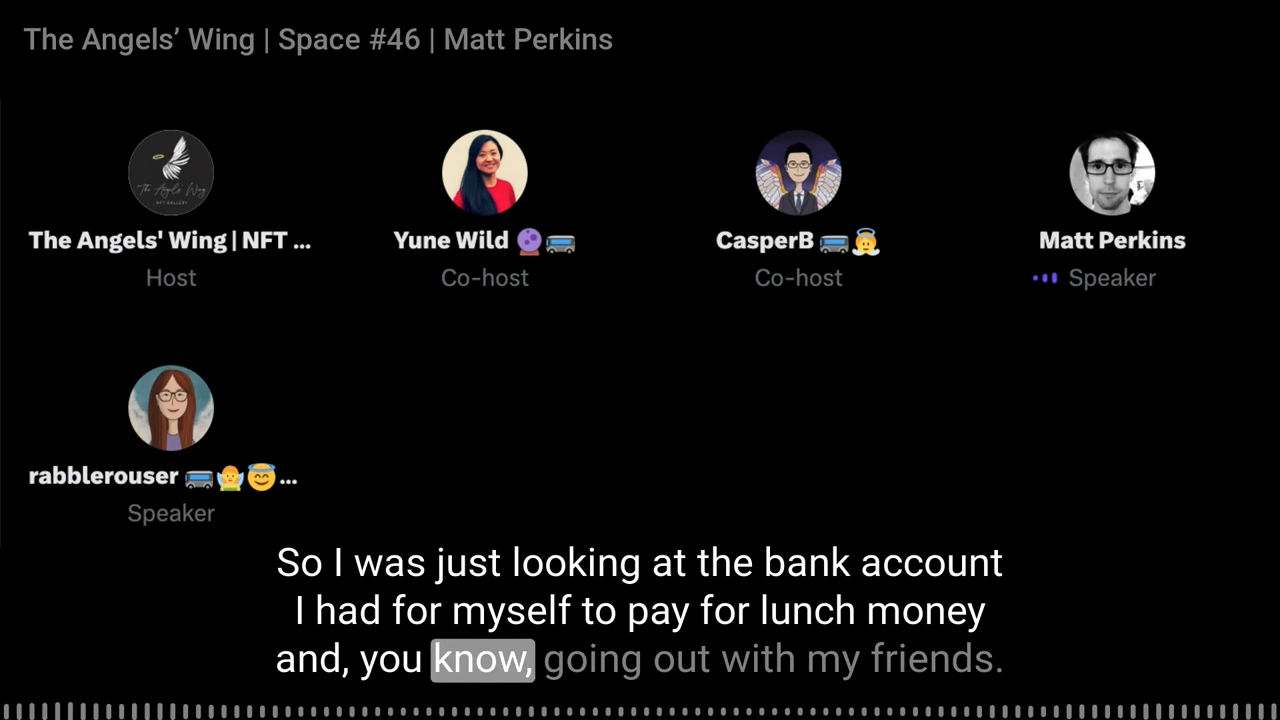 The Angels’ Wing | Space #46 | Matt Perkins
The Angels' Wing | NFT ...
Host
Yune Wild 🔮🚌
Co-host
CasperB 🚌👼
Co-host
Matt Perkins
Speaker
rabblerouser 🚌🧚😇...
Speaker
So I was just looking at the bank account
I had for myself to pay for lunch money
and, you know, going out with my friends.